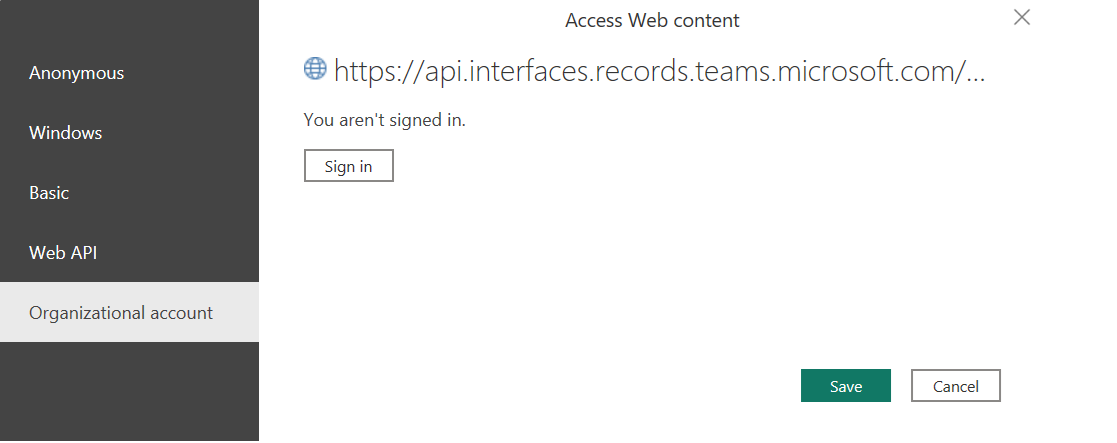 Access Web content
Anonymous
Windows
Basic
Web API
Organizational account
https://api.interfaces.records.teams.microsoft.com/...
You aren't signed in.
Sign in
Save
Cancel